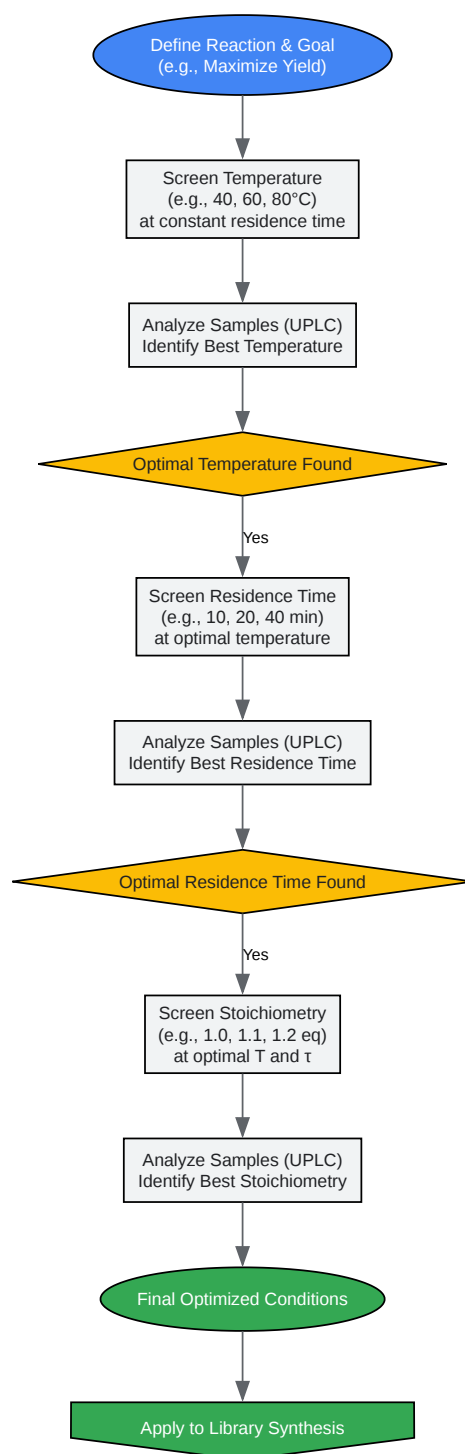 Define Reaction & Goal
(e.g., Maximize Yield)
Screen Temperature
(e.g., 40, 60, 80°C)
at constant residence time
Analyze Samples (UPLC)
Identify Best Temperature
Optimal Temperature Found
Yes
Screen Residence Time
(e.g., 10, 20, 40 min)
at optimal temperature
Analyze Samples (UPLC)
Identify Best Residence Time
Optimal Residence Time Found
Yes
Screen Stoichiometry
(e.g., 1.0, 1.1, 1.2 eq)
at optimal T and τ
Analyze Samples (UPLC)
Identify Best Stoichiometry
Final Optimized Conditions
Apply to Library Synthesis